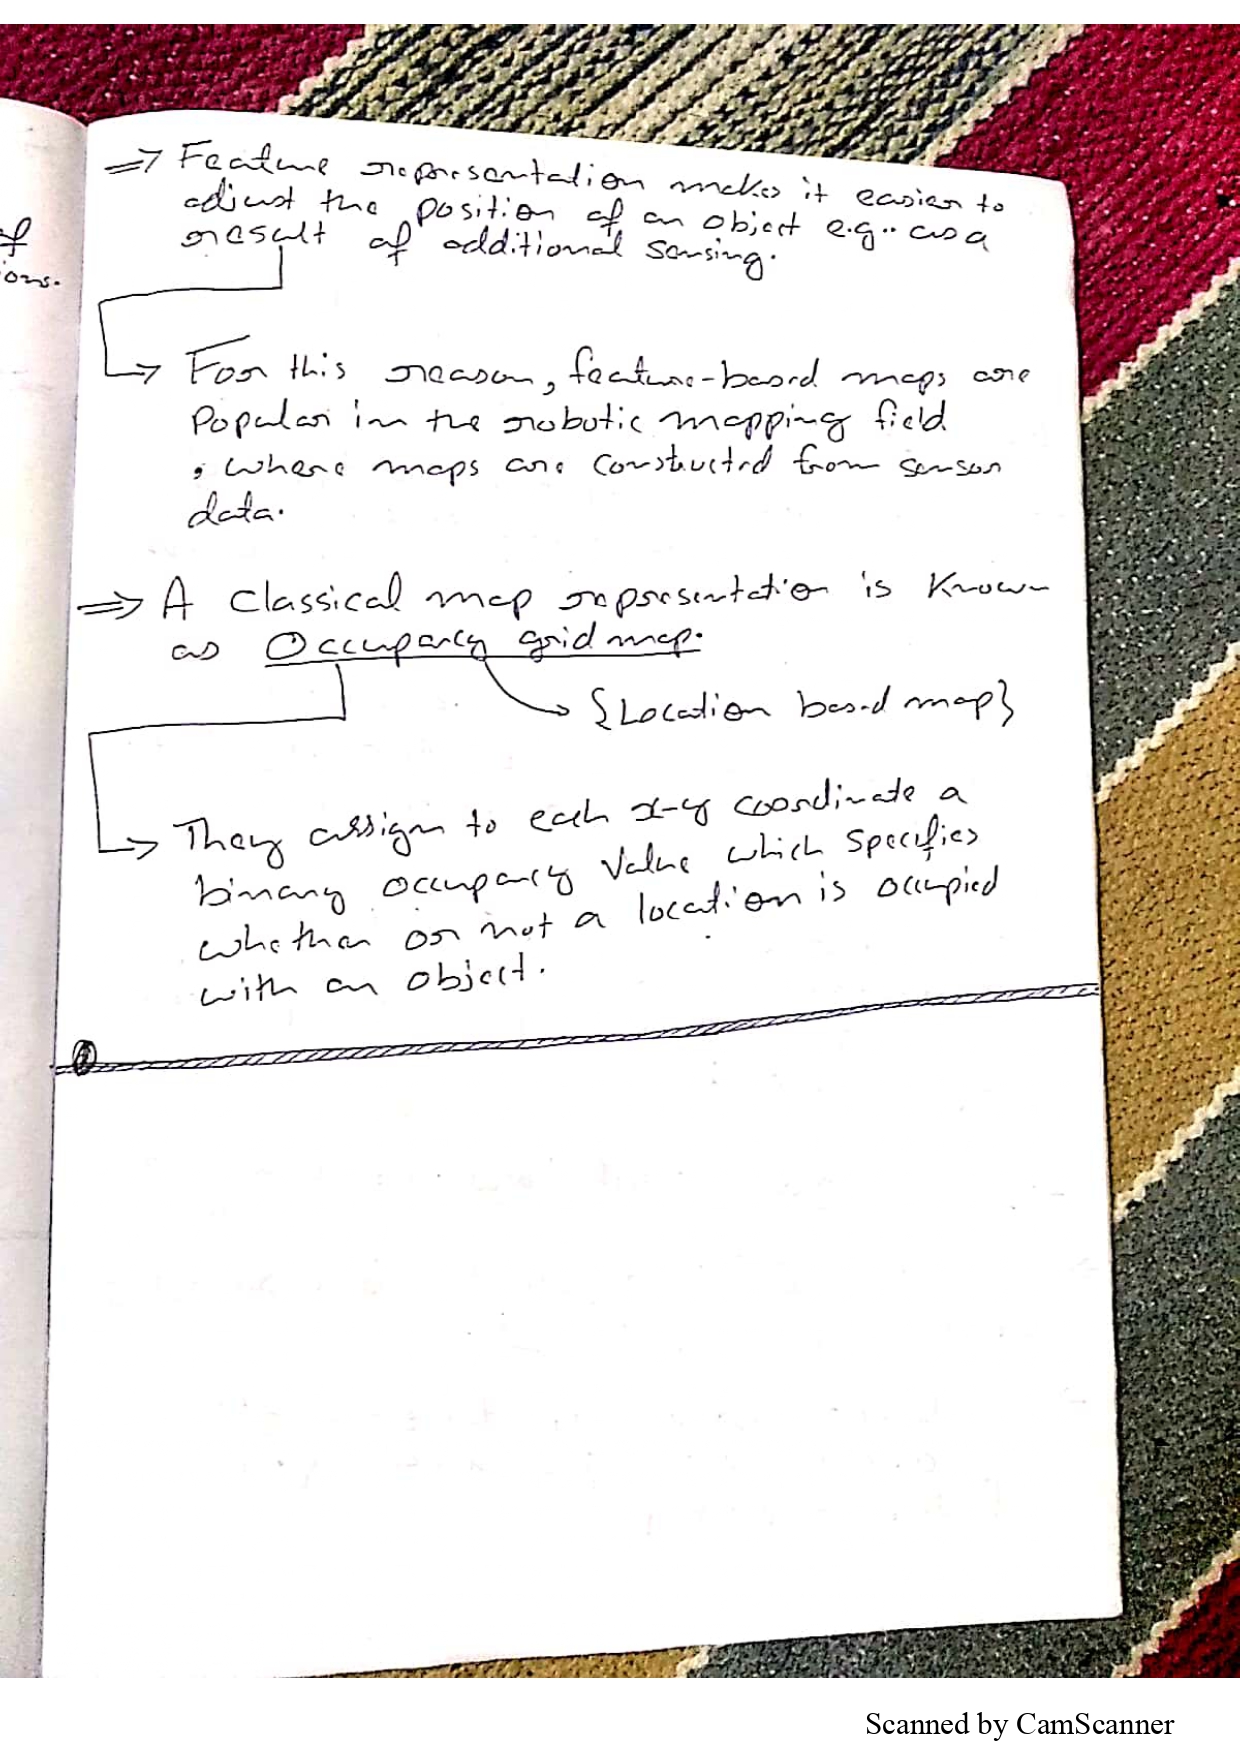 ⇒ Feature representation makes it easier to
adjust the position of an object e.g.. as a
result of additional sensing.
→ For this reason, feature-based maps are
Popular in the robotic mapping field
, where maps are constructed from sensor
data.
⇒ A classical map representation is known
as Occupancy grid map.
→ {Location based map}
→ They assign to each x-y coordinate a
binary occupancy value which specifies
whether or not a location is occupied
with an object.
of
ons.
Scanned by CamScanner